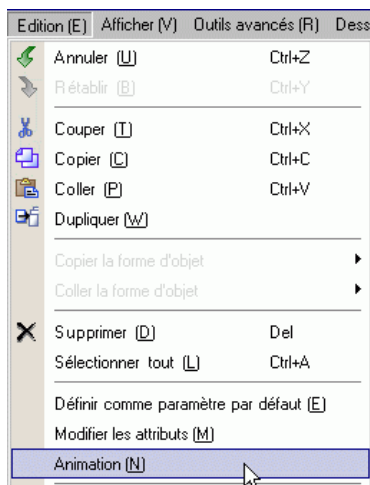 Edition (E) Afficher (V) Outils avancés (R) Dess
Annuler (U) Ctrl+Z
Rétablir (B) Ctrl+Y
Couper (T) Ctrl+X
Copier (C) Ctrl+C
Coller (P) Ctrl+V
Dupliquer (W)
Copier la forme d'objet
Coller la forme d'objet
Supprimer (D) Del
Sélectionner tout (L) Ctrl+A
Définir comme paramètre par défaut (E)
Modifier les attributs (M)
Animation (N)